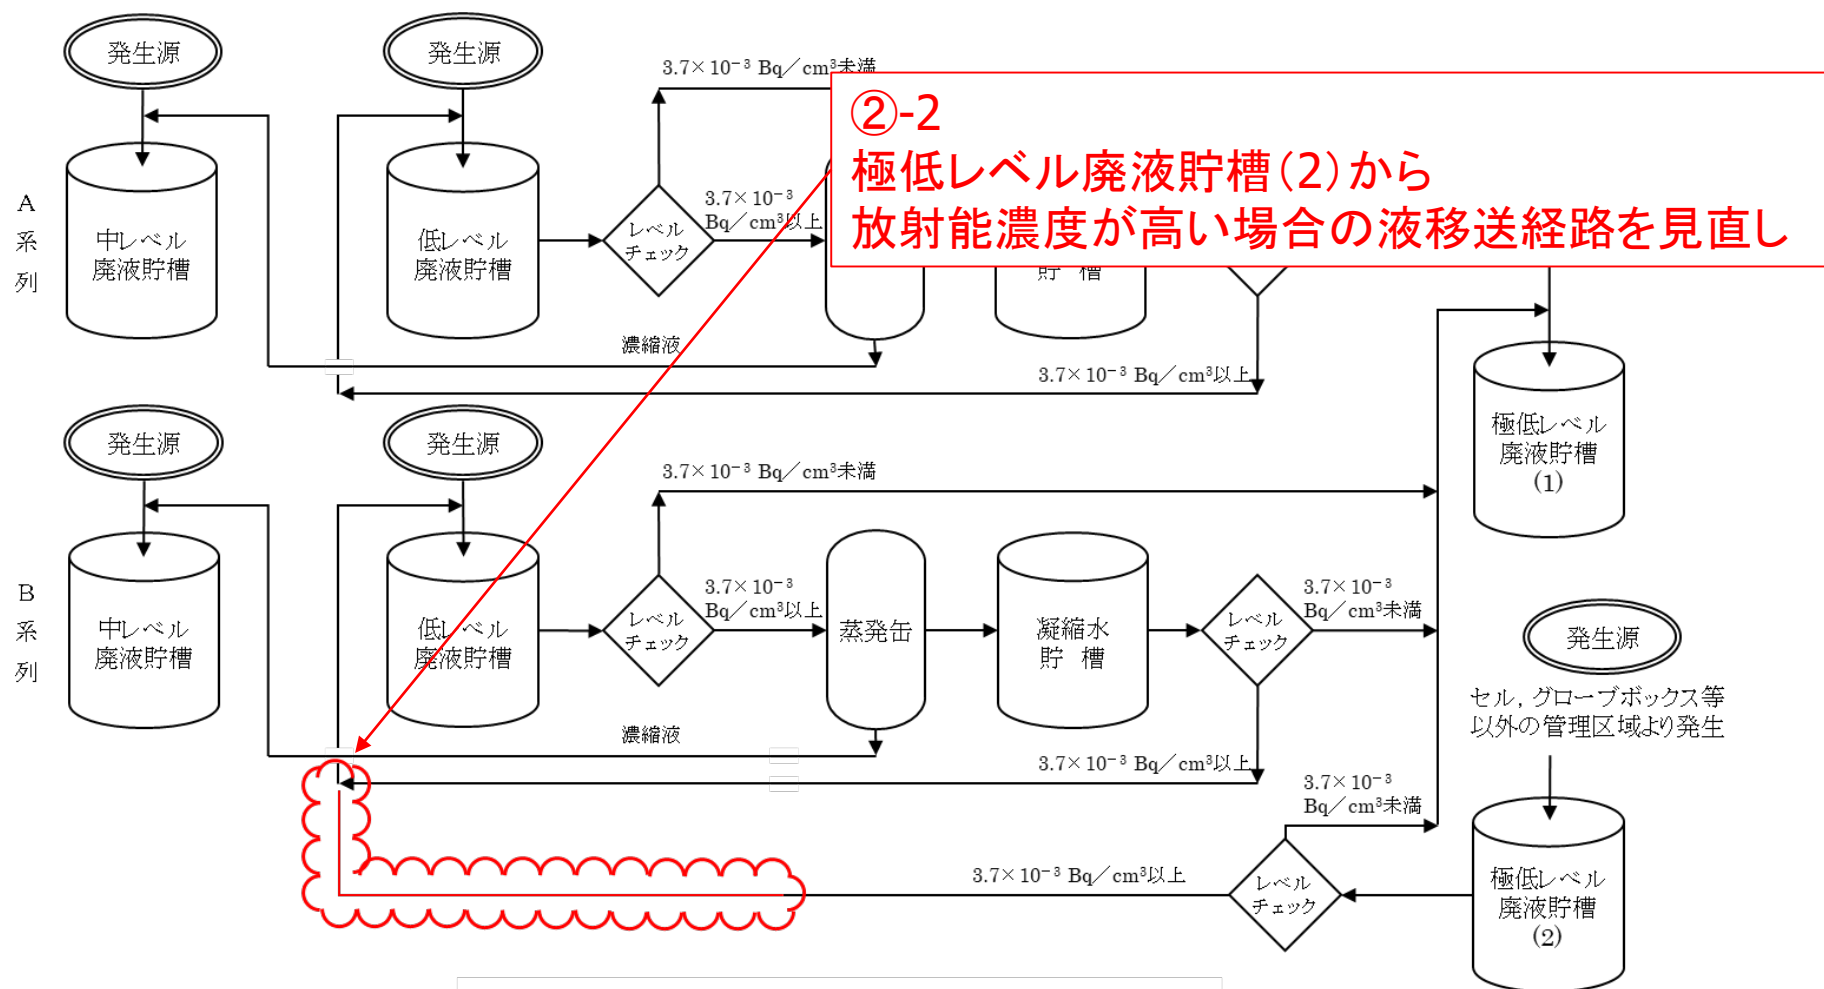 発生源
発生源
3.7×10⁻³ Bq／cm³未満
②-2
極低レベル廃液貯槽(2)から
放射能濃度が高い場合の液移送経路を見直し
A
系
列
中レベル
廃液貯槽
低レベル
廃液貯槽
レベル
チェック
3.7×10⁻³
Bq／cm³以上
貯 槽
濃縮液
3.7×10⁻³ Bq／cm³以上
極低レベル
廃液貯槽
(1)
発生源
発生源
3.7×10⁻³ Bq／cm³未満
B
系
列
中レベル
廃液貯槽
低レベル
廃液貯槽
レベル
チェック
3.7×10⁻³
Bq／cm³以上
蒸発缶
凝縮水
貯 槽
レベル
チェック
3.7×10⁻³
Bq／cm³未満
発生源
セル，グローブボックス等
以外の管理区域より発生
濃縮液
3.7×10⁻³ Bq／cm³以上
3.7×10⁻³
Bq／cm³未満
3.7×10⁻³ Bq／cm³以上
レベル
チェック
極低レベル
廃液貯槽
(2)